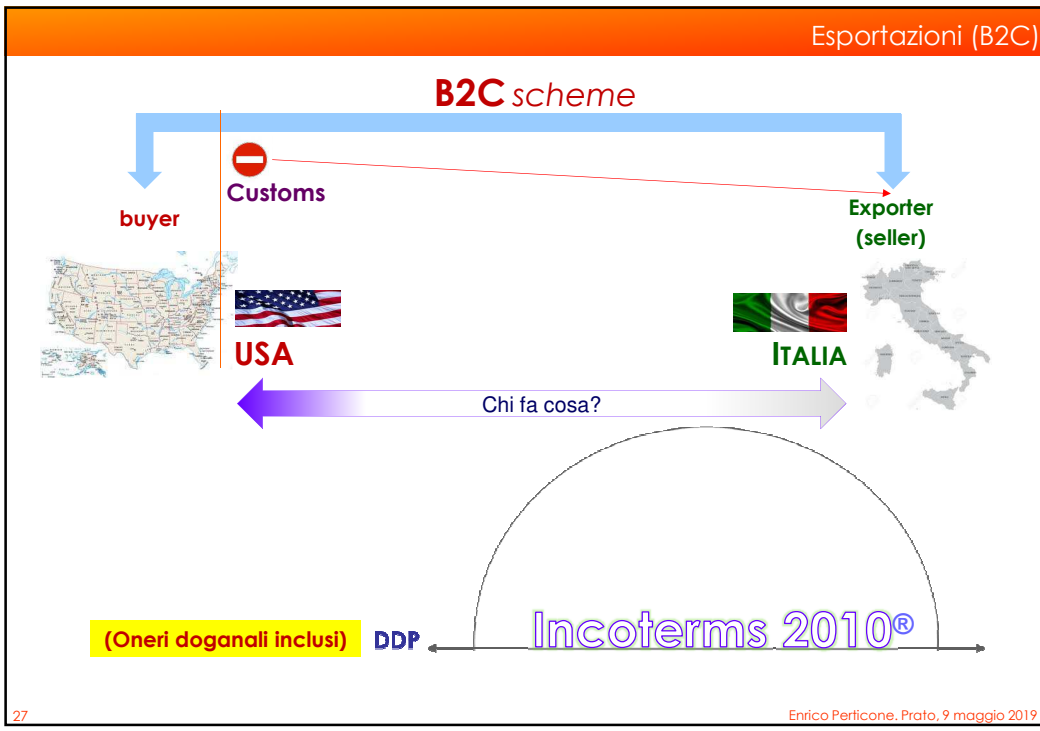 Esportazioni (B2C)
B2C scheme
Customs
buyer
Exporter
(seller)
USA
ITALIA
Chi fa cosa?
(Oneri doganali inclusi)
DDP
Incoterms 2010®
27
Enrico Perticone. Prato, 9 maggio 2019